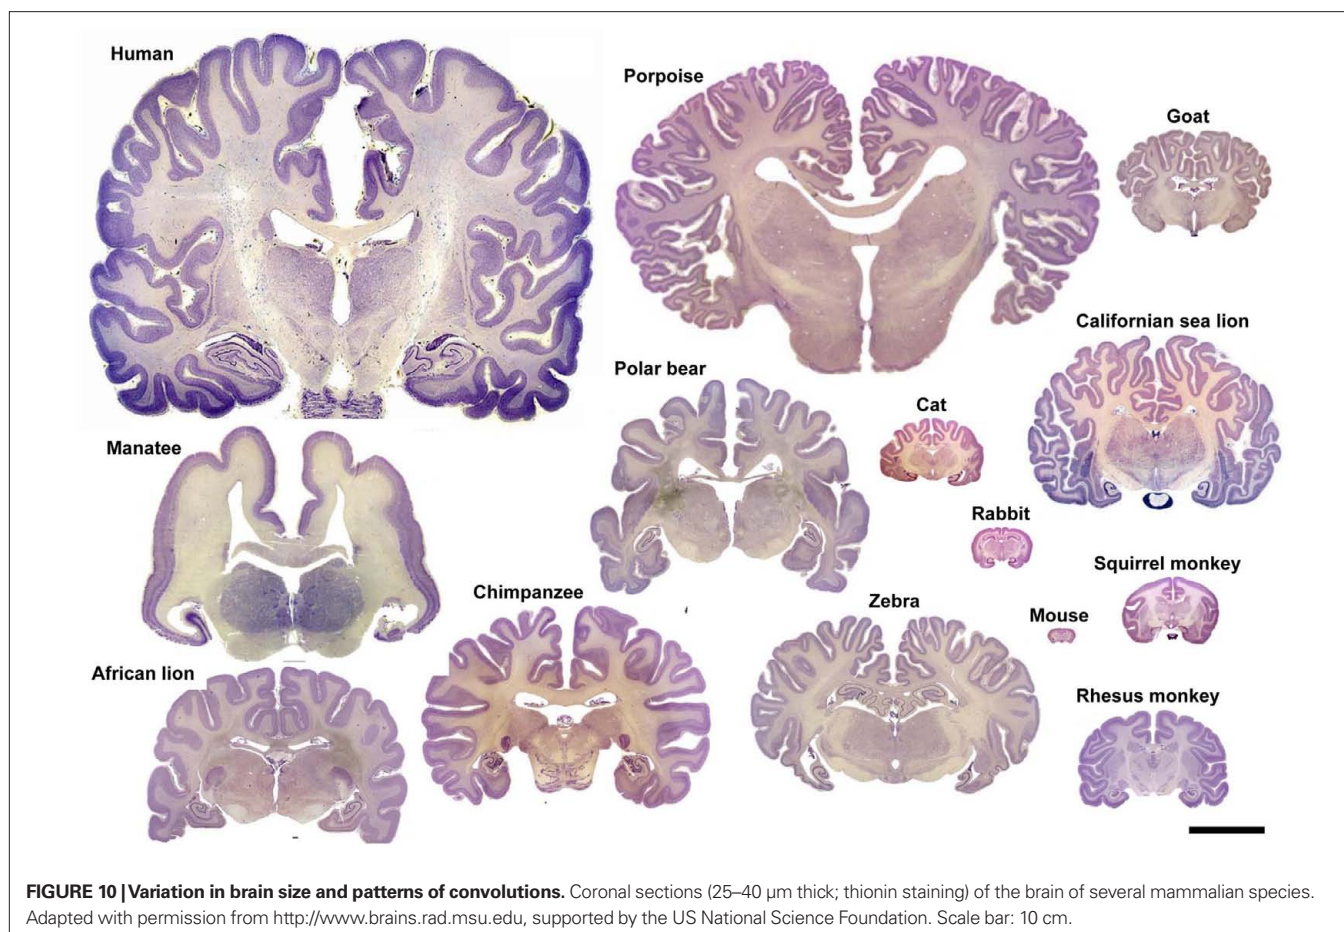 Human
Porpoise
Goat
Californian sea lion
Polar bear
Cat
Manatee
Rabbit
Squirrel monkey
Chimpanzee
Zebra
Mouse
African lion
Rhesus monkey
FIGURE 10 | Variation in brain size and patterns of convolutions. Coronal sections (25–40 μm thick; thionin staining) of the brain of several mammalian species.
Adapted with permission from http://www.brains.rad.msu.edu, supported by the US National Science Foundation. Scale bar: 10 cm.